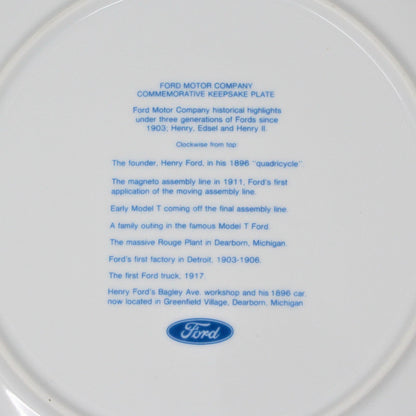 FORD MOTOR COMPANY
COMMEMORATIVE KEEPSAKE PLATE
Ford Motor Company historical highlights
under three generations of Fords since
1903; Henry, Edsel and Henry II.
Clockwise from top:
The founder, Henry Ford, in his 1896 "quadricycle"
The magneto assembly line in 1911, Ford's first
application of the moving assembly line.
Early Model T coming off the final assembly line.
A family outing in the famous Model T Ford.
The massive Rouge Plant in Dearborn, Michigan.
Ford's first factory in Detroit, 1903-1906.
The first Ford truck, 1917.
Henry Ford's Bagley Ave. workshop and his 1896 car,
now located in Greenfield Village, Dearborn, Michigan
Ford